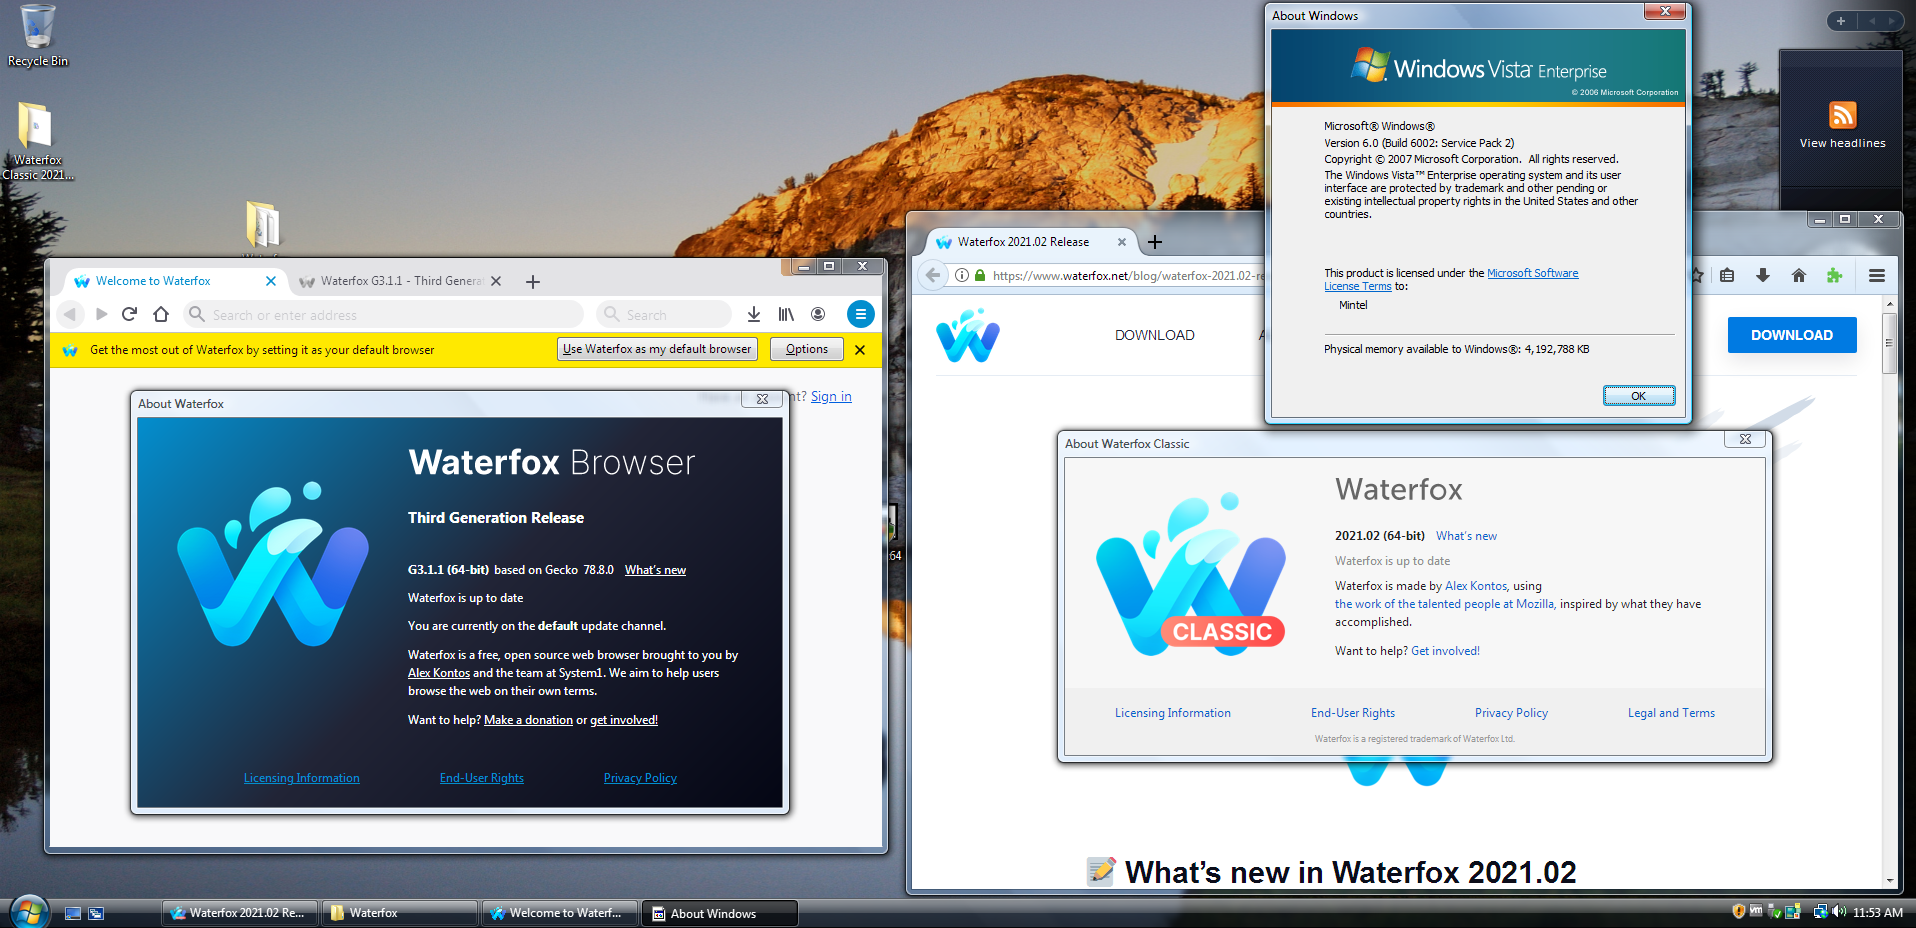 Recycle Bin
Waterfox
Classic 2021...
About Windows
Windows Vista™ Enterprise
© 2006 Microsoft Corporation
Microsoft® Windows®
Version 6.0 (Build 6002: Service Pack 2)
Copyright © 2007 Microsoft Corporation. All rights reserved.
The Windows Vista™ Enterprise operating system and its user
interface are protected by trademark and other pending or
existing intellectual property rights in the United States and other
countries.
This product is licensed under the Microsoft Software
License Terms to:
Mintel
Physical memory available to Windows®: 4,192,788 KB
OK
View headlines
Welcome to Waterfox
Waterfox G3.1.1 - Third Genera
Search or enter address
Search
Get the most out of Waterfox by setting it as your default browser
Use Waterfox as my default browser
Options
? Sign in
About Waterfox
Waterfox Browser
Third Generation Release
G3.1.1 (64-bit) based on Gecko 78.8.0 What's new
Waterfox is up to date
You are currently on the default update channel.
Waterfox is a free, open source web browser brought to you by
Alex Kontos and the team at System1. We aim to help users
browse the web on their own terms.
Want to help? Make a donation or get involved!
Licensing Information
End-User Rights
Privacy Policy
64
Waterfox 2021.02 Release
https://www.waterfox.net/blog/waterfox-2021.02-re
DOWNLOAD
DOWNLOAD
About Waterfox Classic
Waterfox
CLASSIC
2021.02 (64-bit) What's new
Waterfox is up to date
Waterfox is made by Alex Kontos, using
the work of the talented people at Mozilla, inspired by what they have
accomplished.
Want to help? Get involved!
Licensing Information
End-User Rights
Privacy Policy
Legal and Terms
Waterfox is a registered trademark of Waterfox Ltd.
What's new in Waterfox 2021.02
Waterfox 2021.02 Re...
Waterfox
Welcome to Waterf...
About Windows
11:53 AM